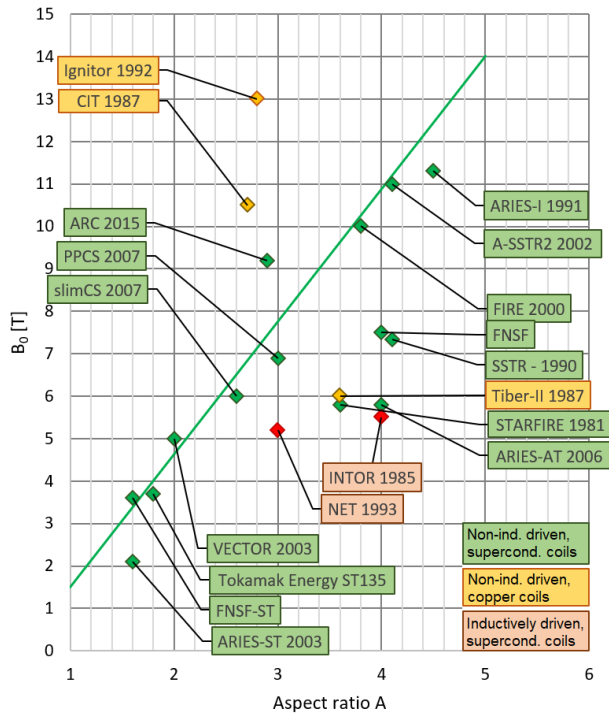 15
14
13
12
11
10
9
8
7
6
5
4
3
2
1
0
B0 [T]
Ignitor 1992
CIT 1987
ARC 2015
PPCS 2007
slimCS 2007
ARIES-I 1991
A-SSTR2 2002
FIRE 2000
FNSF
SSTR - 1990
Tiber-II 1987
STARFIRE 1981
ARIES-AT 2006
INTOR 1985
NET 1993
VECTOR 2003
Tokamak Energy ST135
FNSF-ST
ARIES-ST 2003
Non-ind. driven,
supercond. coils
Non-ind. driven,
copper coils
Inductively driven,
supercond. coils
1 2 3 4 5 6
Aspect ratio A